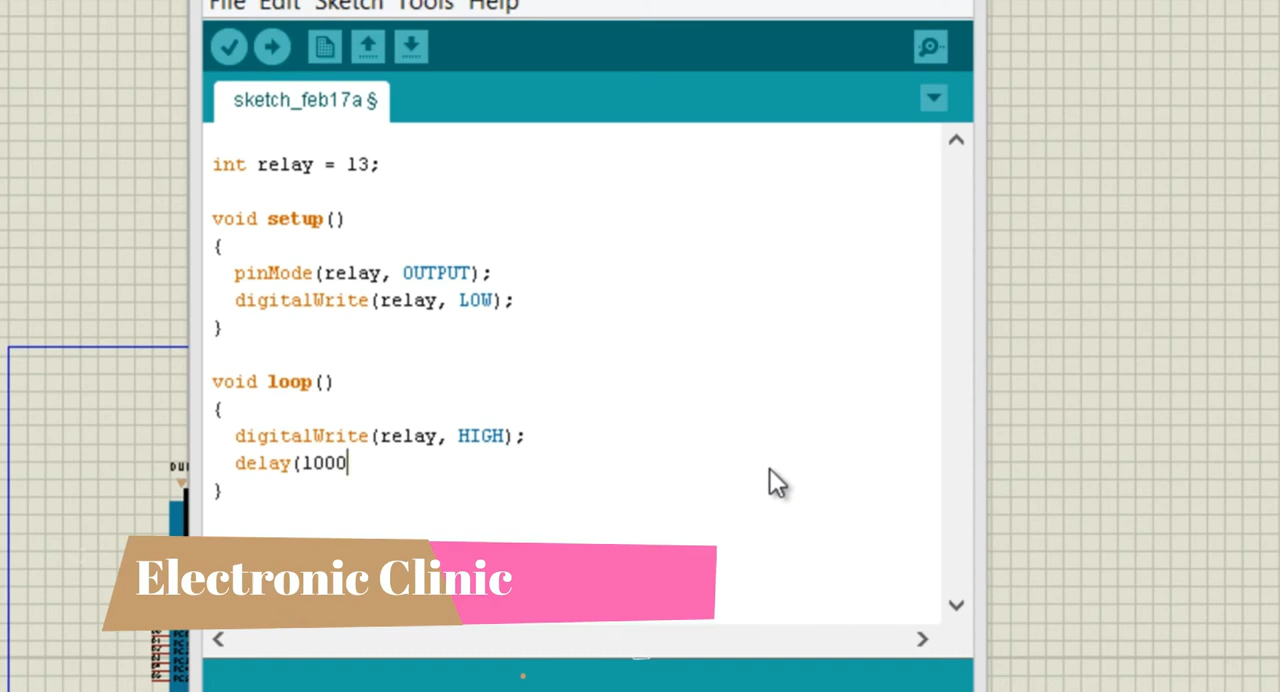 File Edit Sketch Tools Help
sketch_feb17a §
int relay = 13;
void setup()
{
pinMode(relay, OUTPUT);
digitalWrite(relay, LOW);
}
void loop()
{
digitalWrite(relay, HIGH);
delay(1000
}
Electronic Clinic